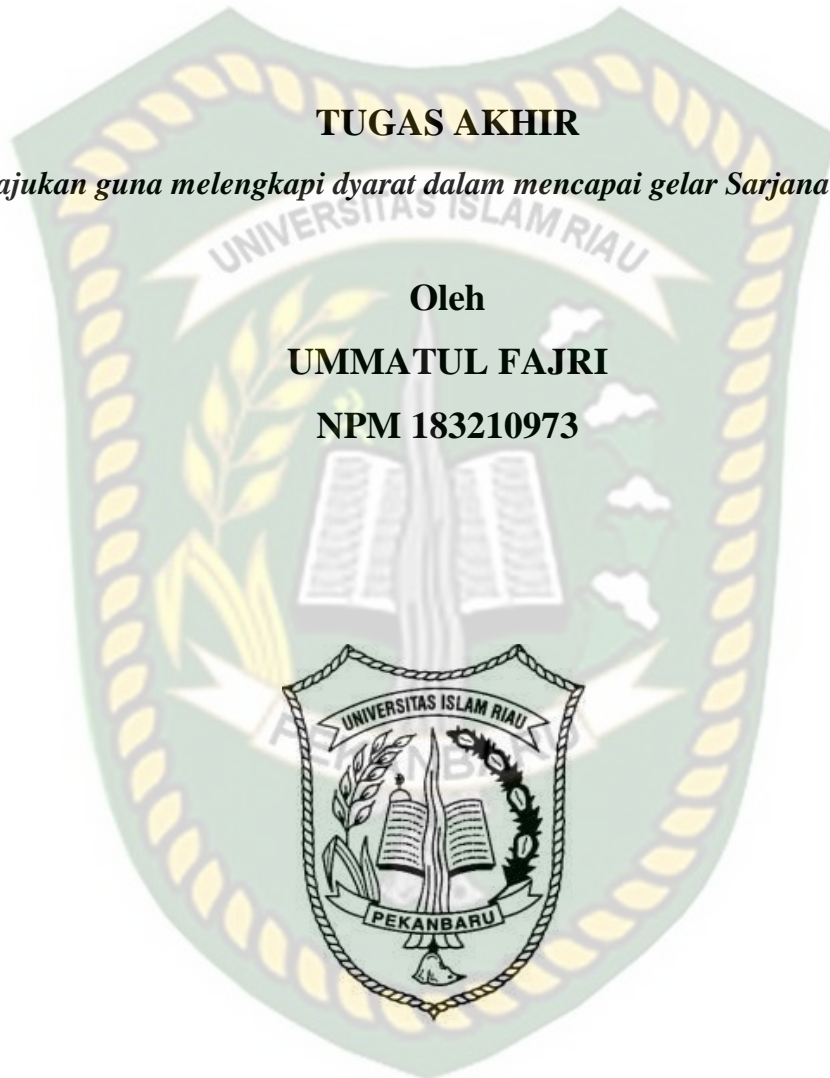 TUGAS AKHIR
ajukan guna melengkapi dyarat dalam mencapai gelar Sarjana
UNIVERSITAS ISLAM RIAU
Oleh
UMMATUL FAJRI
NPM 183210973
UNIVERSITAS ISLAM RIAU
PEKANBARU
PEKANBARU